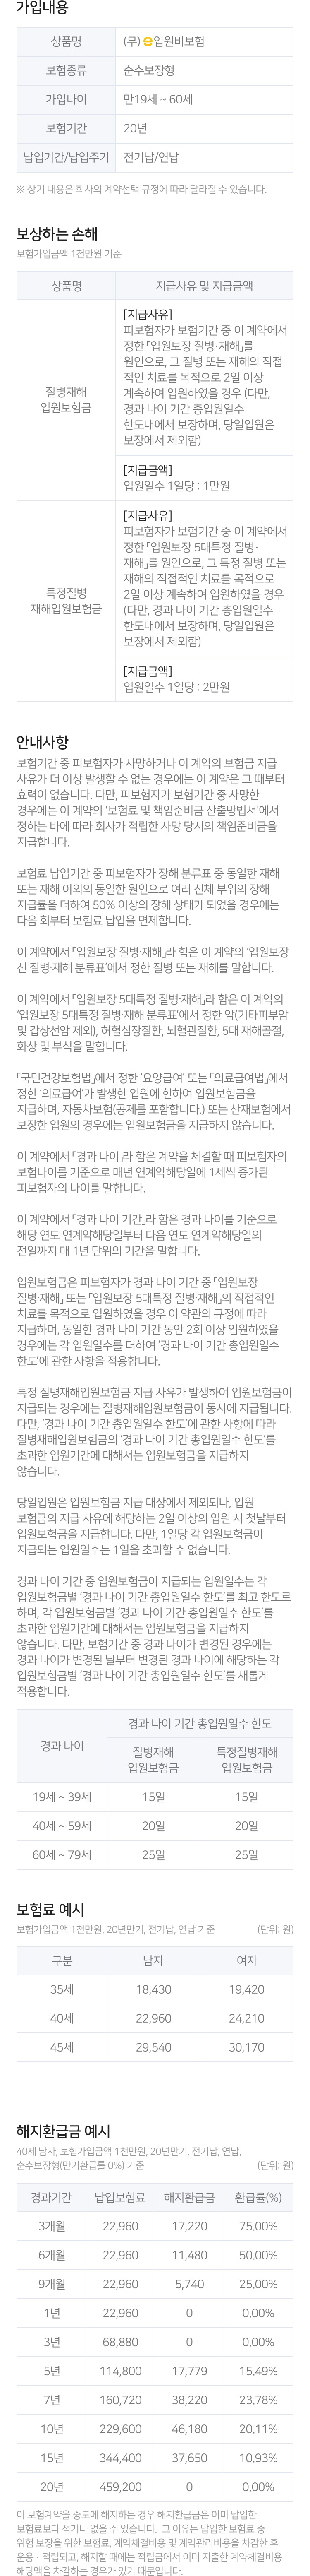 가입내용
상품명 (무) e입원비보험
보험종류 순수보장형
가입나이 만19세 ~ 60세
보험기간 20년
납입기간/납입주기 전기납/연납
※ 상기 내용은 회사의 계약선택 규정에 따라 달라질 수 있습니다.
보상하는 손해
보험가입금액 1천만원 기준
상품명 지급사유 및 지급금액
질병재해
입원보험금
[지급사유]
피보험자가 보험기간 중 이 계약에서
정한 「입원보장 질병·재해」를
원인으로, 그 질병 또는 재해의 직접
적인 치료를 목적으로 2일 이상
계속하여 입원하였을 경우 (다만,
경과 나이 기간 총입원일수
한도내에서 보장하며, 당일입원은
보장에서 제외함)
[지급금액]
입원일수 1일당 : 1만원
특정질병
재해입원보험금
[지급사유]
피보험자가 보험기간 중 이 계약에서
정한 「입원보장 5대특정 질병·
재해」를 원인으로, 그 특정 질병 또는
재해의 직접적인 치료를 목적으로
2일 이상 계속하여 입원하였을 경우
(다만, 경과 나이 기간 총입원일수
한도내에서 보장하며, 당일입원은
보장에서 제외함)
[지급금액]
입원일수 1일당 : 2만원
안내사항
보험기간 중 피보험자가 사망하거나 이 계약의 보험금 지급
사유가 더 이상 발생할 수 없는 경우에는 이 계약은 그 때부터
효력이 없습니다. 다만, 피보험자가 보험기간 중 사망한
경우에는 이 계약의 '보험료 및 책임준비금 산출방법서'에서
정하는 바에 따라 회사가 적립한 사망 당시의 책임준비금을
지급합니다.
보험료 납입기간 중 피보험자가 장해 분류표 중 동일한 재해
또는 재해 이외의 동일한 원인으로 여러 신체 부위의 장해
지급률을 더하여 50% 이상의 장해 상태가 되었을 경우에는
다음 회부터 보험료 납입을 면제합니다.
이 계약에서 「입원보장 질병·재해」라 함은 이 계약의 '입원보장
신 질병·재해 분류표'에서 정한 질병 또는 재해를 말합니다.
이 계약에서 「입원보장 5대특정 질병·재해」라 함은 이 계약의
'입원보장 5대특정 질병·재해 분류표'에서 정한 암(기타피부암
및 갑상선암 제외), 허혈심장질환, 뇌혈관질환, 5대 재해골절,
화상 및 부식을 말합니다.
「국민건강보험법」에서 정한 '요양급여' 또는 「의료급여법」에서
정한 '의료급여'가 발생한 입원에 한하여 입원보험금을
지급하며, 자동차보험(공제를 포함합니다.) 또는 산재보험에서
보장한 입원의 경우에는 입원보험금을 지급하지 않습니다.
이 계약에서 「경과 나이」라 함은 계약을 체결할 때 피보험자의
보험나이를 기준으로 매년 연계약해당일에 1세씩 증가된
피보험자의 나이를 말합니다.
이 계약에서 「경과 나이 기간」라 함은 경과 나이를 기준으로
해당 연도 연계약해당일부터 다음 연도 연계약해당일의
전일까지 매 1년 단위의 기간을 말합니다.
입원보험금은 피보험자가 경과 나이 기간 중 「입원보장
질병·재해」 또는 「입원보장 5대특정 질병·재해」의 직접적인
치료를 목적으로 입원하였을 경우 이 약관의 규정에 따라
지급하며, 동일한 경과 나이 기간 동안 2회 이상 입원하였을
경우에는 각 입원일수를 더하여 '경과 나이 기간 총입원일수
한도'에 관한 사항을 적용합니다.
특정 질병재해입원보험금 지급 사유가 발생하여 입원보험금이
지급되는 경우에는 질병재해입원보험금이 동시에 지급됩니다.
다만, '경과 나이 기간 총입원일수 한도'에 관한 사항에 따라
질병재해입원보험금의 '경과 나이 기간 총입원일수 한도'를
초과한 입원기간에 대해서는 입원보험금을 지급하지
않습니다.
당일입원은 입원보험금 지급 대상에서 제외되나, 입원
보험금의 지급 사유에 해당하는 2일 이상의 입원 시 첫날부터
입원보험금을 지급합니다. 다만, 1일당 각 입원보험금이
지급되는 입원일수는 1일을 초과할 수 없습니다.
경과 나이 기간 중 입원보험금이 지급되는 입원일수는 각
입원보험금별 '경과 나이 기간 총입원일수 한도'를 최고 한도로
하며, 각 입원보험금별 '경과 나이 기간 총입원일수 한도'를
초과한 입원기간에 대해서는 입원보험금을 지급하지
않습니다. 다만, 보험기간 중 경과 나이가 변경된 경우에는
경과 나이가 변경된 날부터 변경된 경과 나이에 해당하는 각
입원보험금별 '경과 나이 기간 총입원일수 한도'를 새롭게
적용합니다.
경과 나이 경과 나이 기간 총입원일수 한도
질병재해
입원보험금
특정질병재해
입원보험금
19세 ~ 39세 15일 15일
40세 ~ 59세 20일 20일
60세 ~ 79세 25일 25일
보험료 예시
보험가입금액 1천만원, 20년만기, 전기납, 연납 기준 (단위: 원)
구분 남자 여자
35세 18,430 19,420
40세 22,960 24,210
45세 29,540 30,170
해지환급금 예시
40세 남자, 보험가입금액 1천만원, 20년만기, 전기납, 연납,
순수보장형(만기환급률 0%) 기준 (단위: 원)
경과기간 납입보험료 해지환급금 환급률(%)
3개월 22,960 17,220 75.00%
6개월 22,960 11,480 50.00%
9개월 22,960 5,740 25.00%
1년 22,960 0 0.00%
3년 68,880 0 0.00%
5년 114,800 17,779 15.49%
7년 160,720 38,220 23.78%
10년 229,600 46,180 20.11%
15년 344,400 37,650 10.93%
20년 459,200 0 0.00%
이 보험계약을 중도에 해지하는 경우 해지환급금은 이미 납입한
보험료보다 적거나 없을 수 있습니다. 그 이유는 납입한 보험료 중
위험 보장을 위한 보험료, 계약체결비용 및 계약관리비용을 차감한 후
운용·적립되고, 해지할 때에는 적립금에서 이미 지출한 계약체결비용
해당액을 차감하는 경우가 있기 때문입니다.